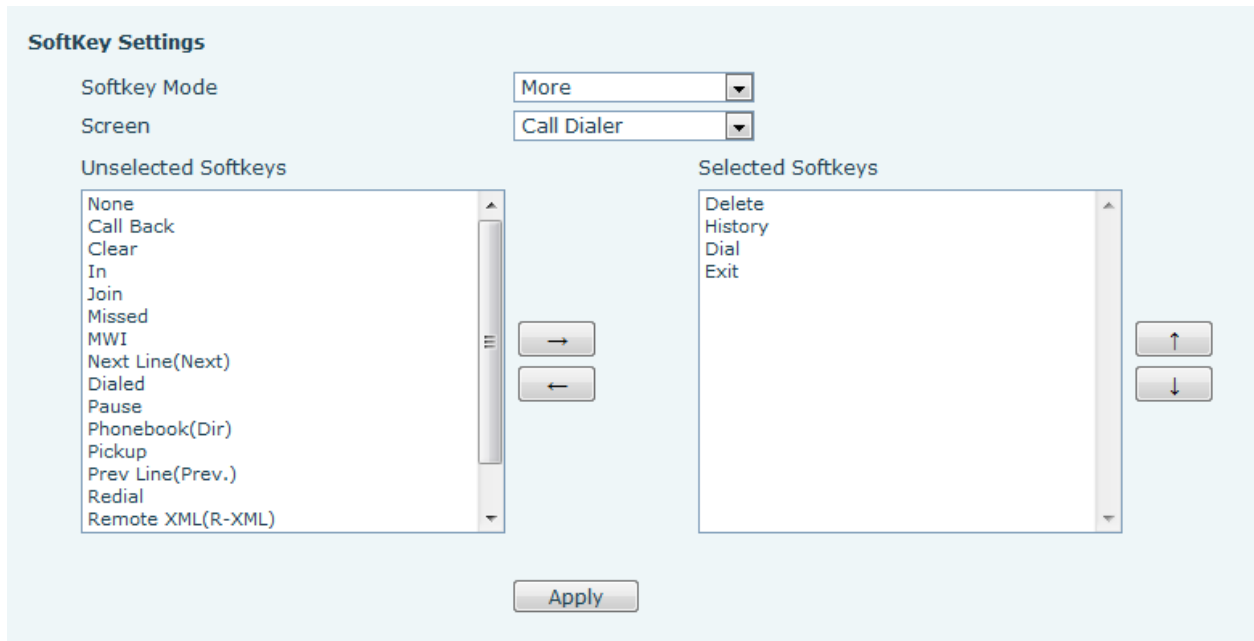 SoftKey Settings
Softkey Mode More
Screen Call Dialer
Unselected Softkeys Selected Softkeys
None
Call Back
Clear
In
Join
Missed
MWI
Next Line(Next)
Dialed
Pause
Phonebook(Dir)
Pickup
Prev Line(Prev.)
Redial
Remote XML(R-XML)
Delete
History
Dial
Exit
→
←
↑
↓
Apply